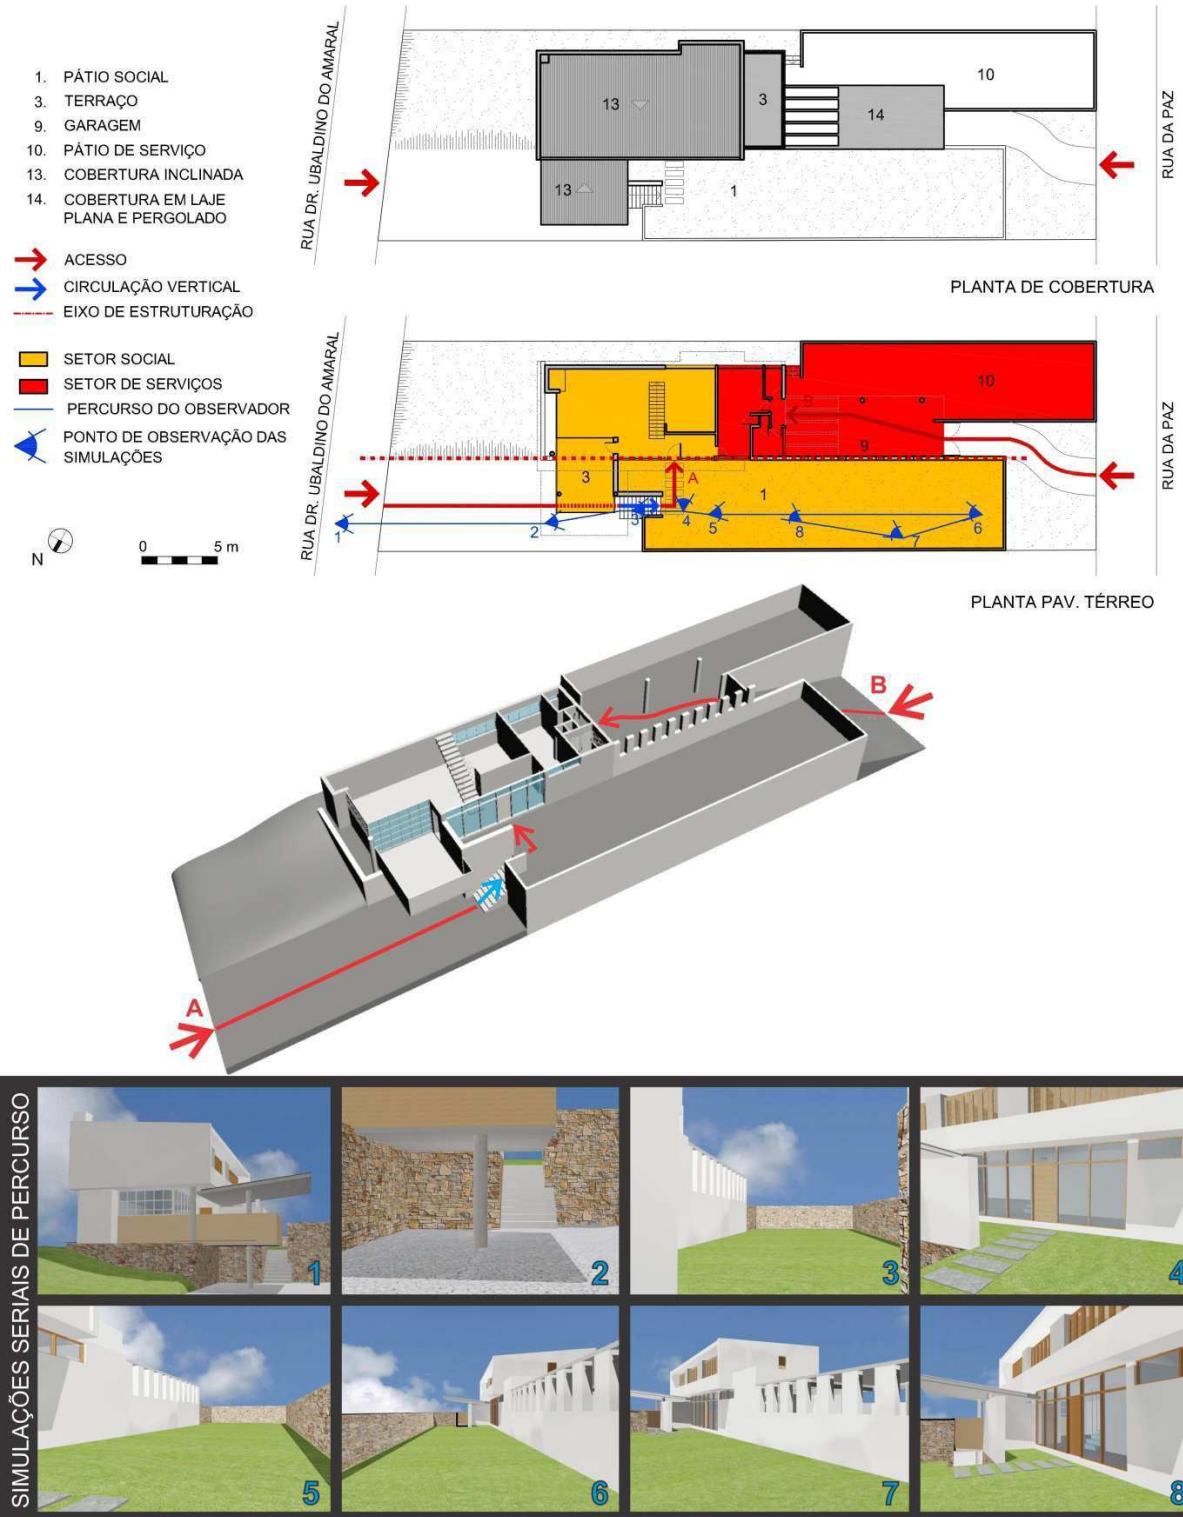 1. PÁTIO SOCIAL
3. TERRAÇO
9. GARAGEM
10. PÁTIO DE SERVIÇO
13. COBERTURA INCLINADA
14. COBERTURA EM LAJE
PLANA E PERGOLADO
ACESSO
CIRCULAÇÃO VERTICAL
EIXO DE ESTRUTURAÇÃO
SETOR SOCIAL
SETOR DE SERVIÇOS
PERCURSO DO OBSERVADOR
PONTO DE OBSERVAÇÃO DAS
SIMULAÇÕES
N
0 5 m
RUA DR. UBALDINO DO AMARAL
13
3
14
10
13
1
RUA DA PAZ
PLANTA DE COBERTURA
RUA DR. UBALDINO DO AMARAL
10
B
9
3
A
1
1
2
3
4
5
8
7
6
RUA DA PAZ
PLANTA PAV. TÉRREO
B
A
SIMULAÇÕES SERIAIS DE PERCURSO
1
2
3
4
5
6
7
8